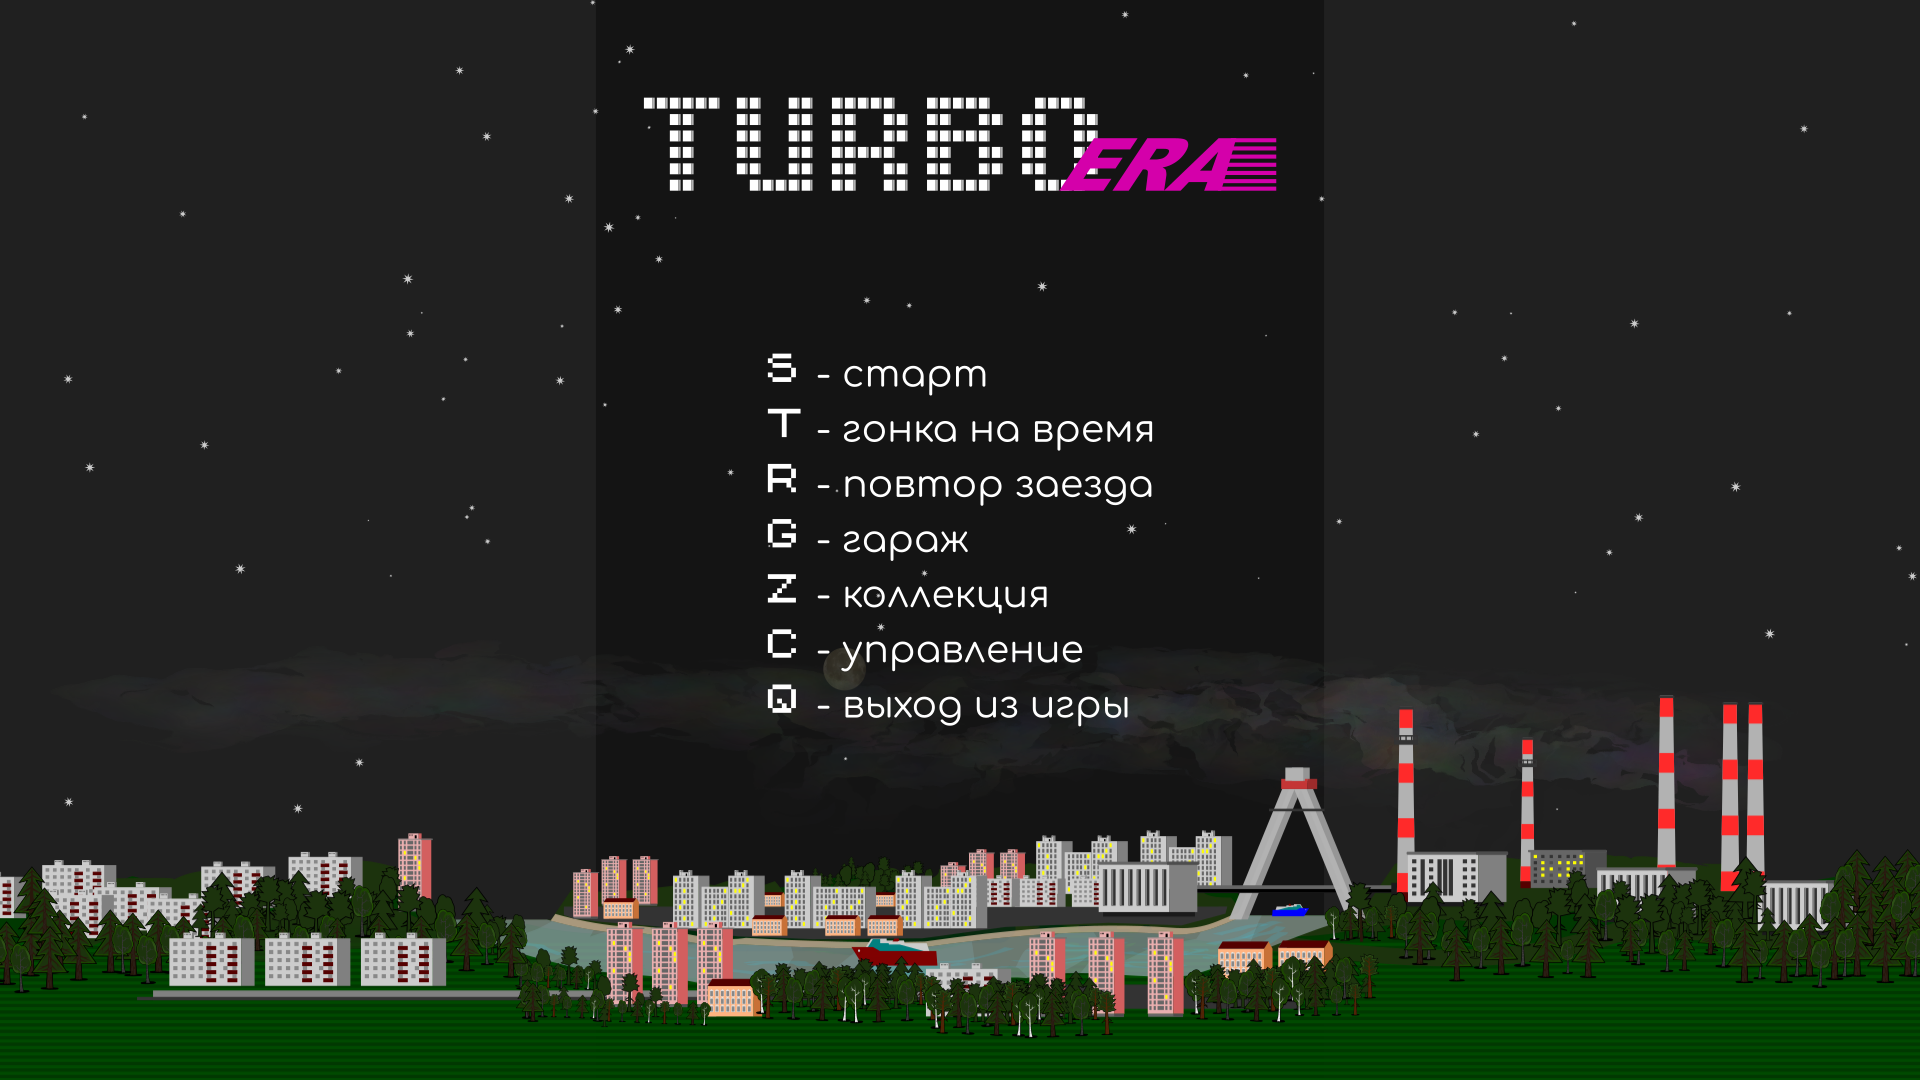 TURBO ERA
S - старт
T - гонка на время
R - повтор заезда
G - гараж
Z - коллекция
C - управление
Q - выход из игры